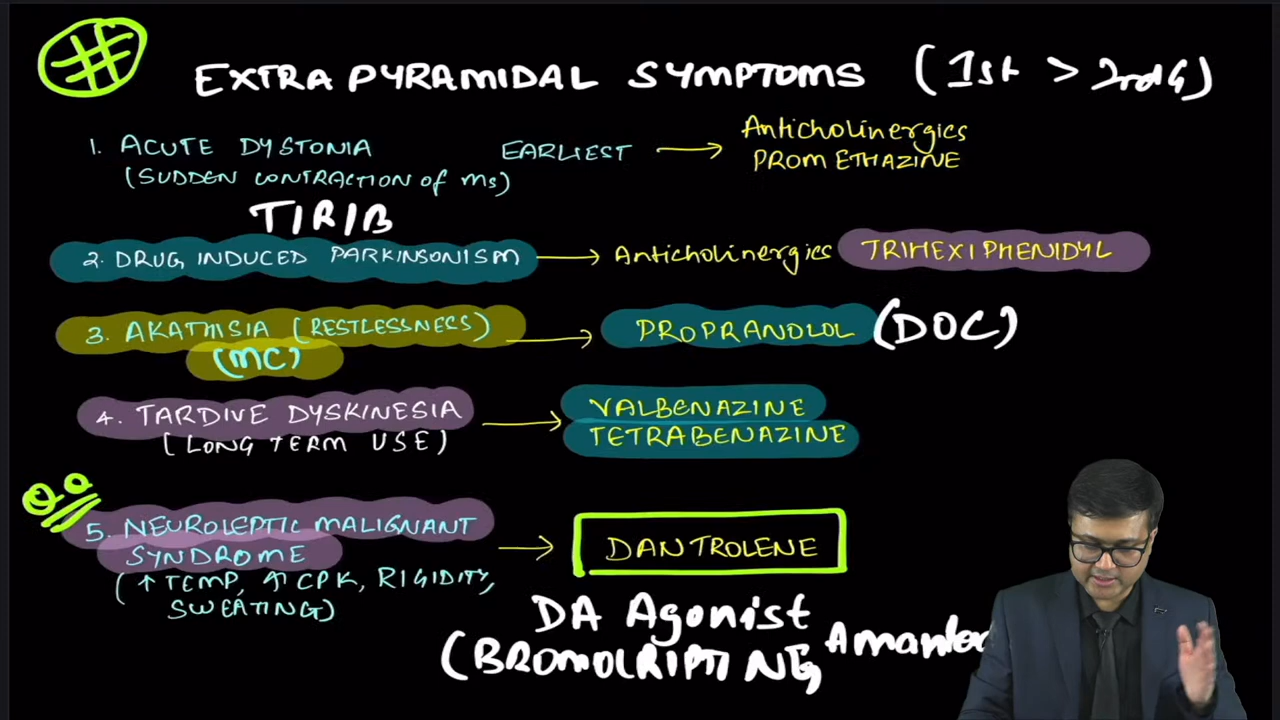 EXTRA PYRAMIDAL SYMPTOMS (1st > 2nd G)
1. ACUTE DYSTONIA EARLIEST → Anticholinergics
(SUDDEN CONTRACTION of ms) PROMETHAZINE
T/R/B
2. DRUG INDUCED PARKINSONISM → Anticholinergics TRIHEXIPHENIDYL
3. AKATHISIA (RESTLESSNESS) → PROPRANOLOL (DOC)
(MC)
4. TARDIVE DYSKINESIA → VALBENAZINE
(LONG TERM USE) TETRABENAZINE
5. NEUROLEPTIC MALIGNANT
SYNDROME → DANTROLENE
(↑ TEMP, ↑ CPK, RIGIDITY,
SWEATING)
DA Agonist
(BROMOCRIPTINE